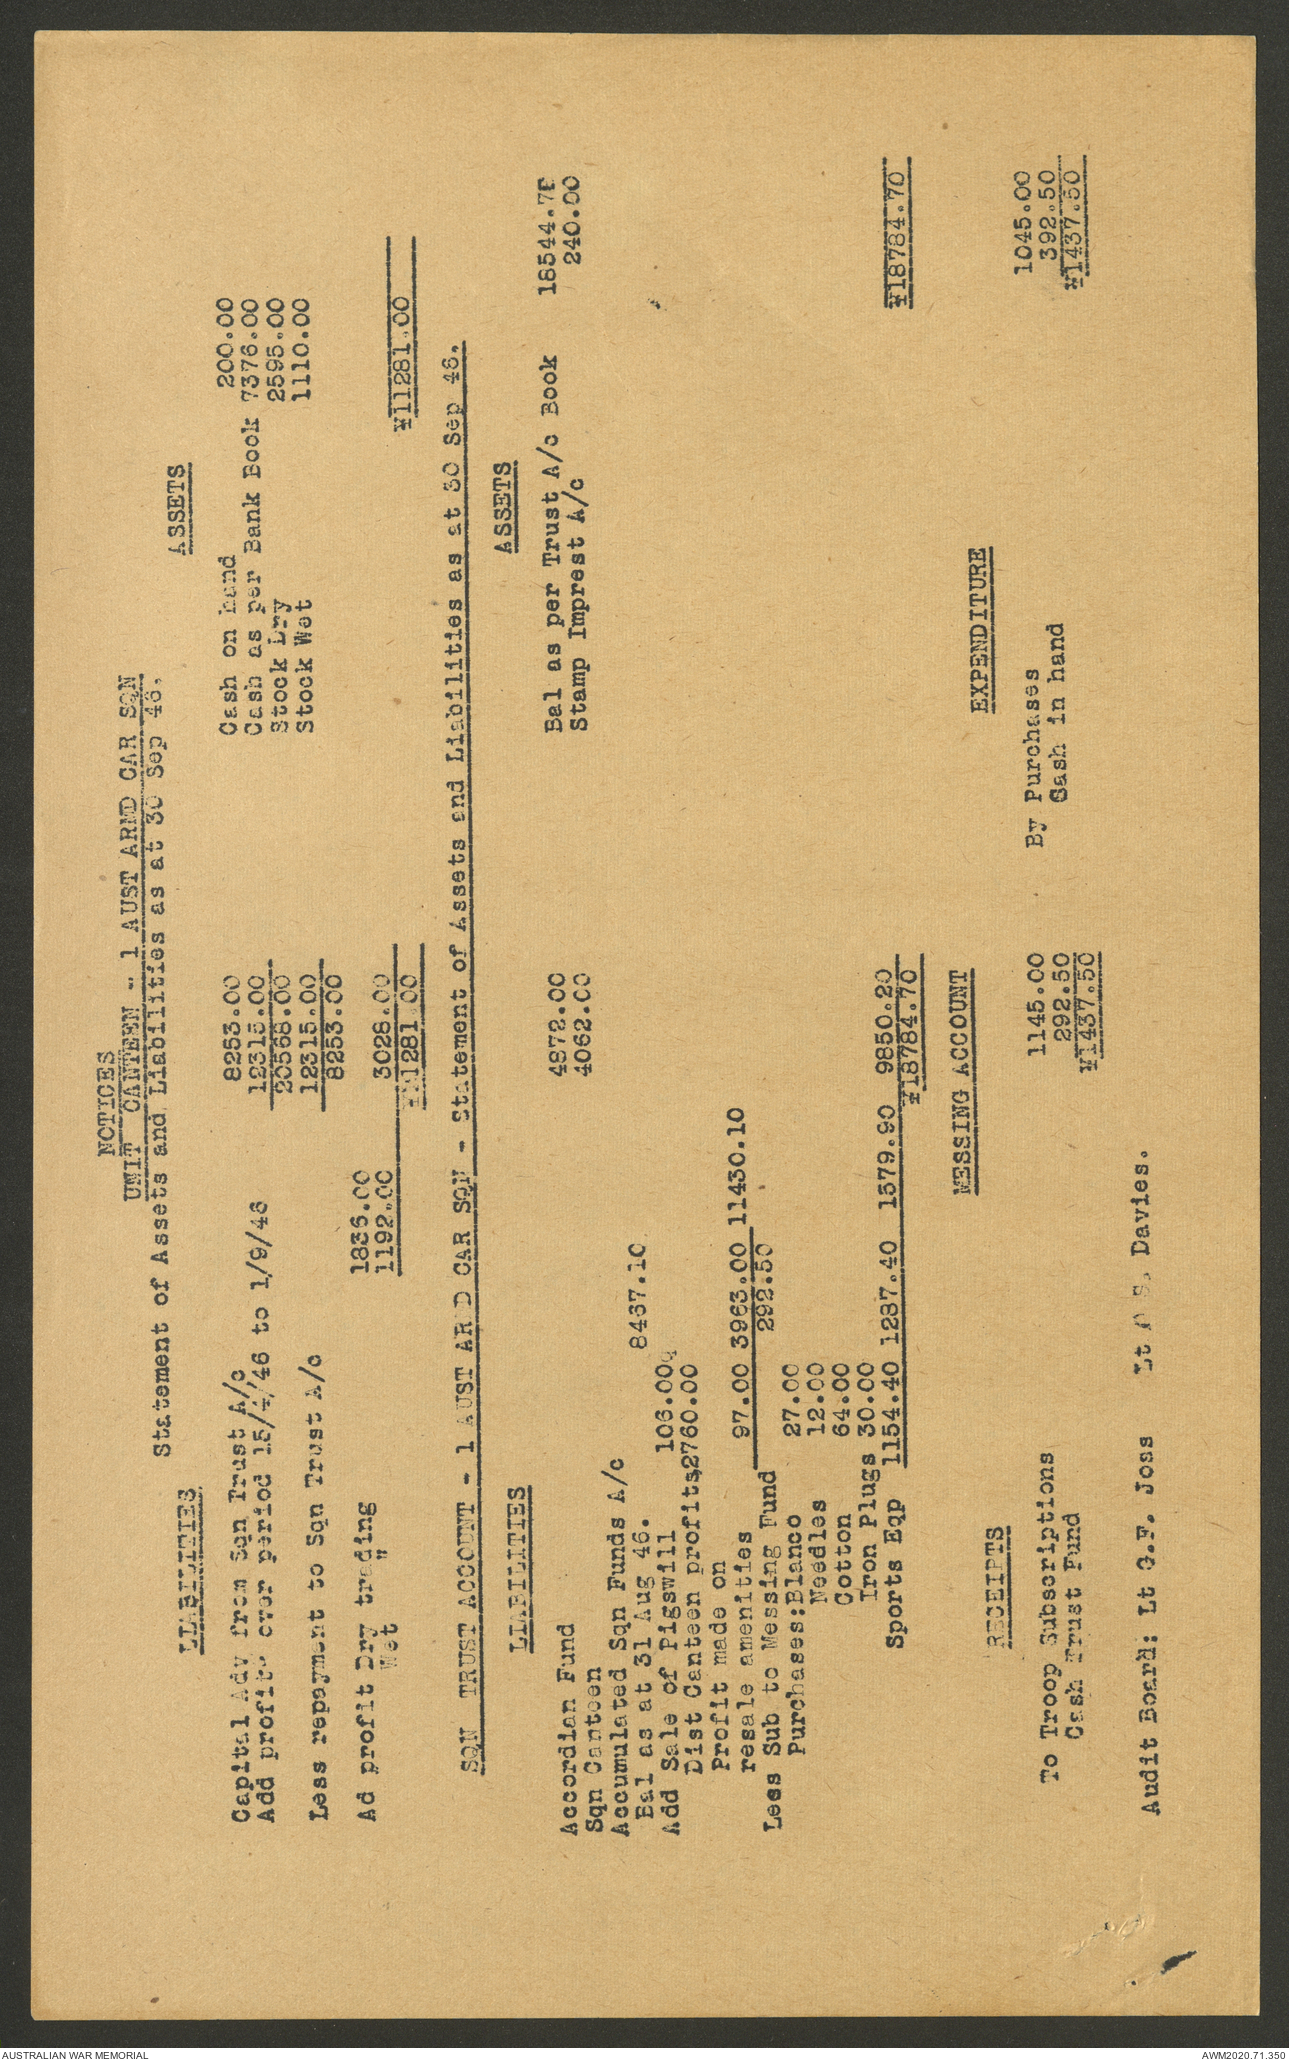 NOTICES
UNIT CANTEEN - 1 AUST ARMD CAR SQN
Statement of Assets and Liabilities as at 30 Sep 46.
LIABILITIES ASSETS
Capital Adv from Sqn Trust A/c 8253.00 Cash on hand 200.00
Add profits over period 15/4/46 to 1/9/46 12315.00 Cash as per Bank Book 7376.00
20568.00 Stock Dry 2595.00
Less repayment to Sqn Trust A/c 12315.00 Stock Wet 1110.00
8253.00
Ad profit Dry trading 1836.00
" Wet 1192.00 3028.00
¥11281.00 ¥11281.00
SQN TRUST ACCOUNT - 1 AUST ARMD CAR SQN - Statement of Assets and Liabilities as at 30 Sep 46.
LIABILITIES ASSETS
Accordian Fund 4872.00 Bal as per Trust A/c Book 18544.70
Sqn Canteen 4062.00 Stamp Imprest A/c 240.00
Accumulated Sqn Funds A/c
Bal as at 31 Aug 46. 8467.10
Add Sale of Pigswill 106.00
Dist Canteen profits,2760.00
Profit made on
resale amenities 97.00 3963.00 11430.10
Less Sub to Messing Fund 292.50
Purchases:Blanco 27.00
Needles 12.00
Cotton 64.00
Iron Plugs 30.00
Sports Eqp 1154.40 1287.40 1579.90 9850.20
¥18784.70 ¥18784.70
MESSING ACCOUNT
RECEIPTS EXPENDITURE
To Troop Subscriptions 1145.00 By Purchases 1045.00
Cash Trust Fund 292.50 Cash in hand 392.50
¥1437.50 ¥1437.50
Audit Board: Lt G.F. Joss Lt S. Davies.
AUSTRALIAN WAR MEMORIAL AWM2020.71.350